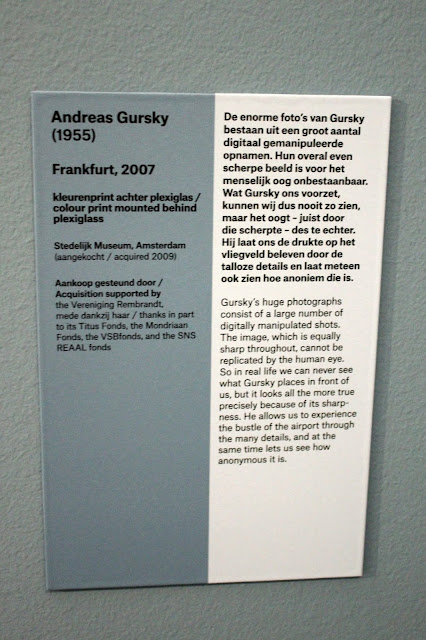 Andreas Gursky
(1955)
Frankfurt, 2007
kleurenprint achter plexiglas /
colour print mounted behind
plexiglass
Stedelijk Museum, Amsterdam
(aangekocht / acquired 2009)
Aankoop gesteund door /
Acquisition supported by
the Vereniging Rembrandt,
mede dankzij haar / thanks in part
to its Titus Fonds, the Mondriaan
Fonds, the VSBfonds, and the SNS
REAAL fonds
De enorme foto's van Gursky
bestaan uit een groot aantal
digitaal gemanipuleerde
opnamen. Hun overal even
scherpe beeld is voor het
menselijk oog onbestaanbaar.
Wat Gursky ons voorzet,
kunnen wij dus nooit zo zien,
maar het oogt – juist door
die scherpte – des te echter.
Hij laat ons de drukte op het
vliegveld beleven door de
talloze details en laat meteen
ook zien hoe anoniem die is.
Gursky's huge photographs
consist of a large number of
digitally manipulated shots.
The image, which is equally
sharp throughout, cannot be
replicated by the human eye.
So in real life we can never see
what Gursky places in front of
us, but it looks all the more true
precisely because of its sharp-
ness. He allows us to experience
the bustle of the airport through
the many details, and at the
same time lets us see how
anonymous it is.